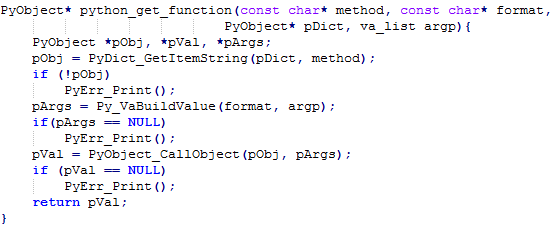 PyObject* python_get_function(const char* method, const char* format,
PyObject* pDict, va_list argp){
PyObject *pObj, *pVal, *pArgs;
pObj = PyDict_GetItemString(pDict, method);
if (!pObj)
PyErr_Print();
pArgs = Py_VaBuildValue(format, argp);
if(pArgs == NULL)
PyErr_Print();
pVal = PyObject_CallObject(pObj, pArgs);
if (pVal == NULL)
PyErr_Print();
return pVal;
}